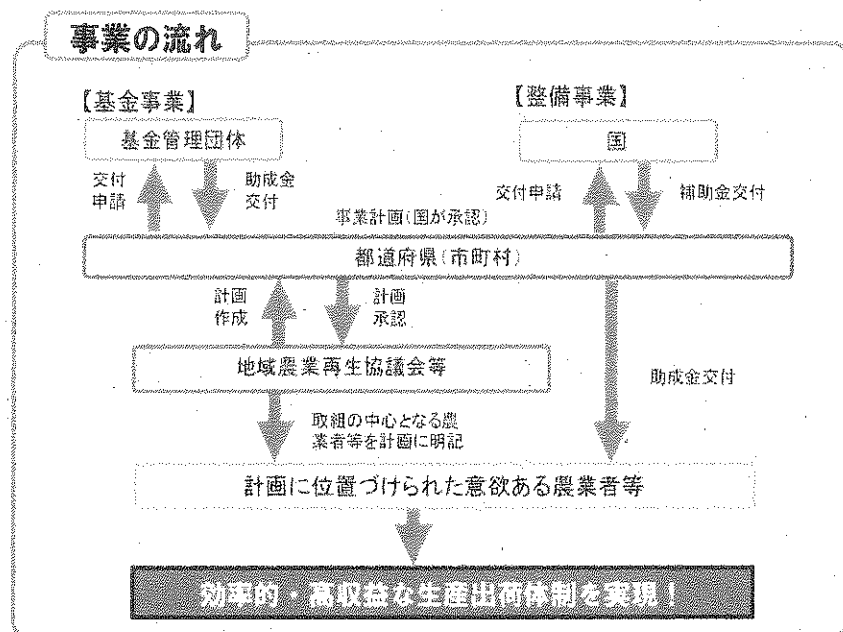 事業の流れ
【基金事業】
【整備事業】
基金管理団体
国
交付
申請
助成金
交付
交付申請
補助金交付
事業計画(国が承認)
都道府県(市町村)
計画
作成
計画
承認
地域農業再生協議会等
助成金交付
取組の中心となる農
業者等を計画に明記
計画に位置づけられた意欲ある農業者等
効率的・高収益な生産出荷体制を実現！